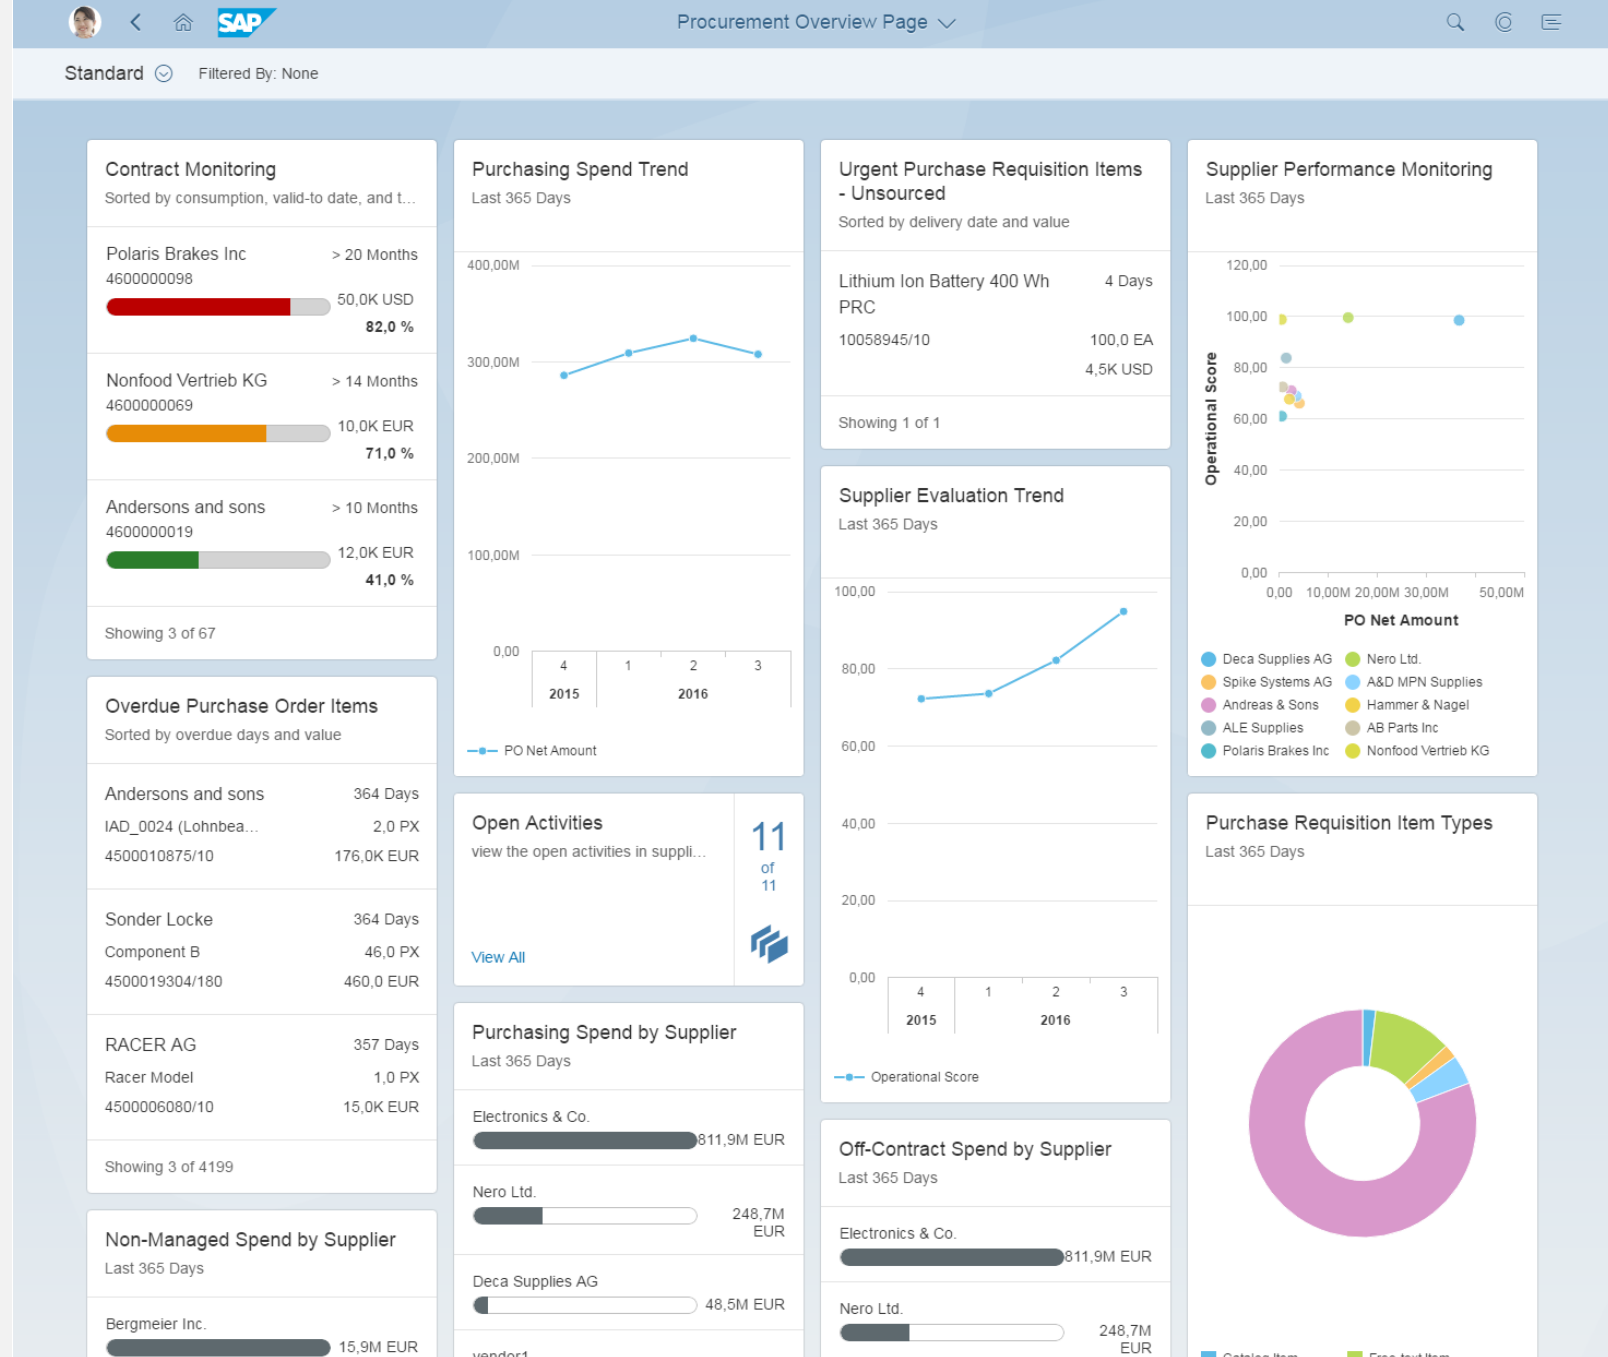 SAP
Procurement Overview Page
Standard
Filtered By: None
Contract Monitoring
Sorted by consumption, valid-to date, and t...
Polaris Brakes Inc
> 20 Months
4600000098
50,0K USD
82,0 %
Nonfood Vertrieb KG
> 14 Months
4600000069
10,0K EUR
71,0 %
Andersons and sons
> 10 Months
4600000019
12,0K EUR
41,0 %
Showing 3 of 67
Overdue Purchase Order Items
Sorted by overdue days and value
Andersons and sons
364 Days
IAD_0024 (Lohnbea...
2,0 PX
4500010875/10
176,0K EUR
Sonder Locke
364 Days
Component B
46,0 PX
4500019304/180
460,0 EUR
RACER AG
357 Days
Racer Model
1,0 PX
4500006080/10
15,0K EUR
Showing 3 of 4199
Non-Managed Spend by Supplier
Last 365 Days
Bergmeier Inc.
15,9M EUR
Purchasing Spend Trend
Last 365 Days
400,00M
300,00M
200,00M
100,00M
0,00
4 1 2 3
2015 2016
PO Net Amount
Open Activities
view the open activities in suppli...
View All
11
of
11
Purchasing Spend by Supplier
Last 365 Days
Electronics & Co.
811,9M EUR
Nero Ltd.
248,7M
EUR
Deca Supplies AG
48,5M EUR
vendor1
Urgent Purchase Requisition Items
- Unsourced
Sorted by delivery date and value
Lithium Ion Battery 400 Wh
PRC
4 Days
10058945/10
100,0 EA
4,5K USD
Showing 1 of 1
Supplier Evaluation Trend
Last 365 Days
100,00
80,00
60,00
40,00
20,00
0,00
4 1 2 3
2015 2016
Operational Score
Off-Contract Spend by Supplier
Last 365 Days
Electronics & Co.
811,9M EUR
Nero Ltd.
248,7M
EUR
Supplier Performance Monitoring
Last 365 Days
Operational Score
120,00
100,00
80,00
60,00
40,00
20,00
0,00
0,00 10,00M 20,00M 30,00M 50,00M
PO Net Amount
Deca Supplies AG
Nero Ltd.
Spike Systems AG
A&D MPN Supplies
Andreas & Sons
Hammer & Nagel
ALE Supplies
AB Parts Inc
Polaris Brakes Inc
Nonfood Vertrieb KG
Purchase Requisition Item Types
Last 365 Days
Catalog Item
Free-text Item